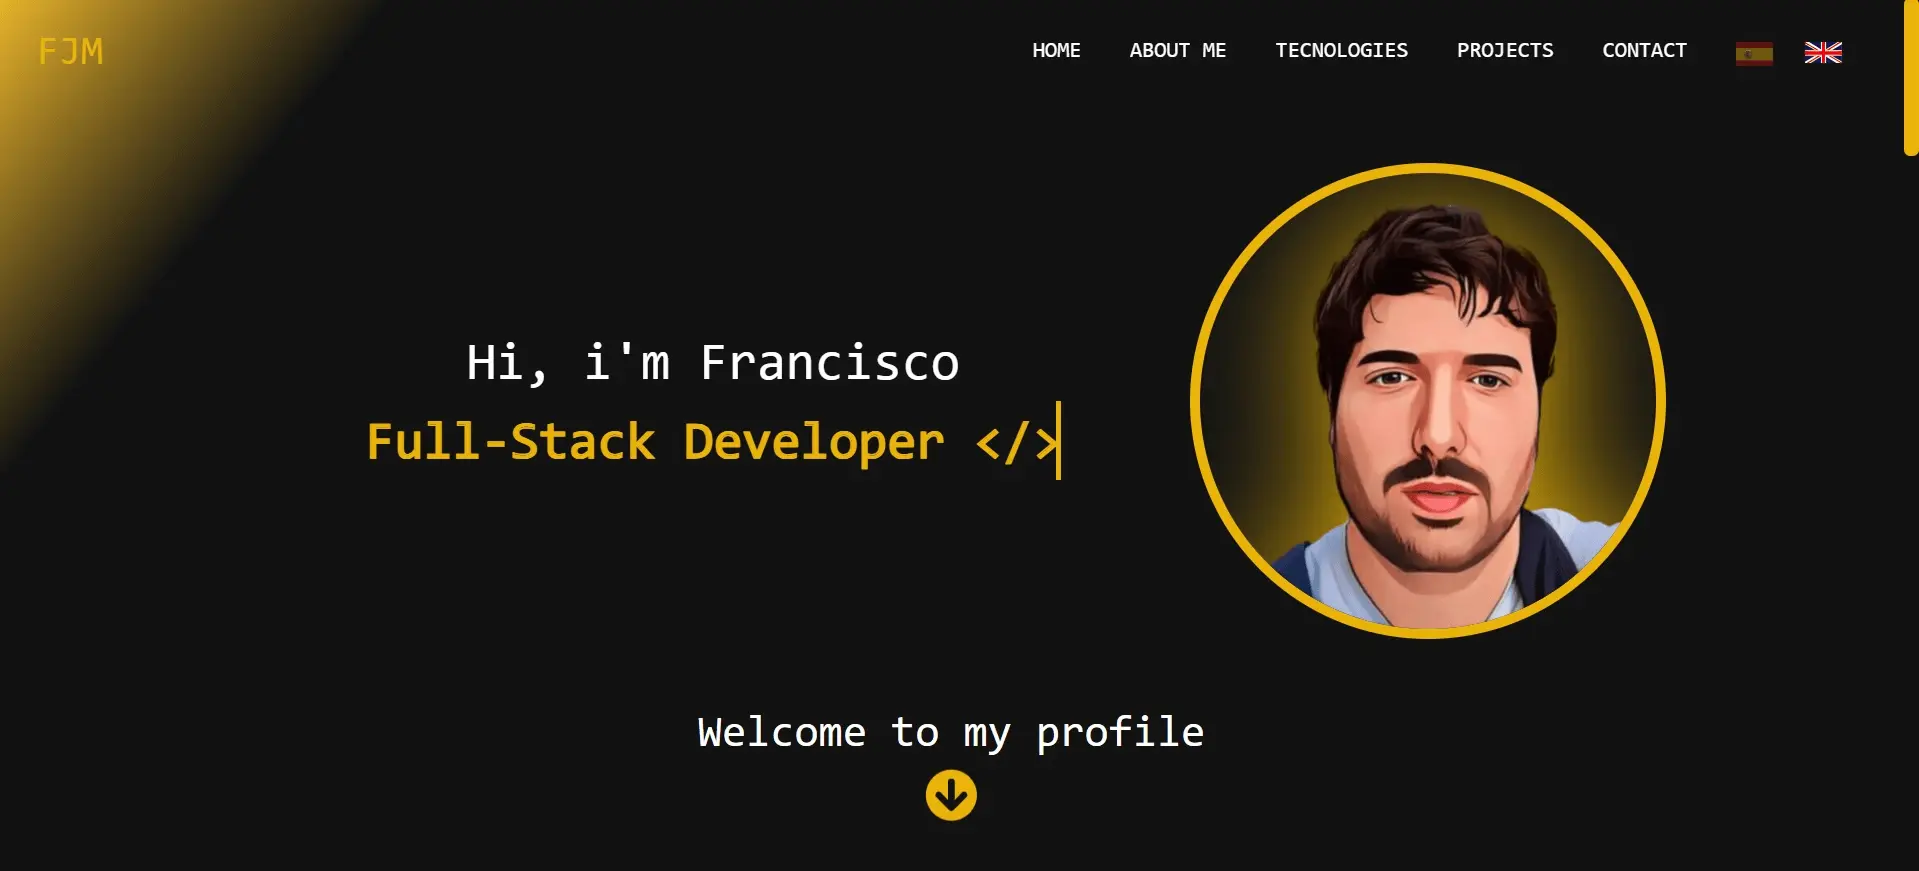 FJM
HOME ABOUT ME TECNOLOGIES PROJECTS CONTACT
Hi, i'm Francisco
Full-Stack Developer </>
Welcome to my profile